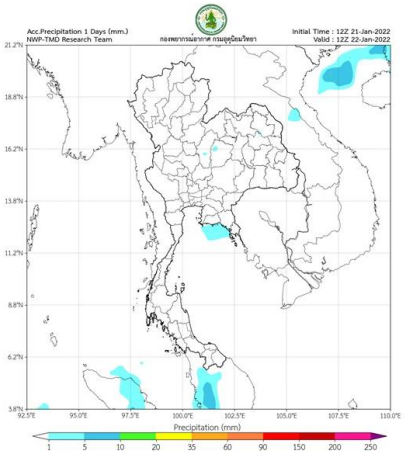 Acc.Precipitation 1 Days (mm.)
NWP-TMD Research Team
กองพยากรณ์อากาศ กรมอุตุนิยมวิทยา
Initial Time : 12Z 21-Jan-2022
Valid : 12Z 22-Jan-2022
21.2°N
18.8°N
16.2°N
13.8°N
11.2°N
8.8°N
6.2°N
3.8°N
92.5°E 95.0°E 97.5°E 100.0°E 102.5°E 105.0°E 107.5°E 110.0°E
Precipitation (mm)
1 5 10 20 35 60 90 150 200 250